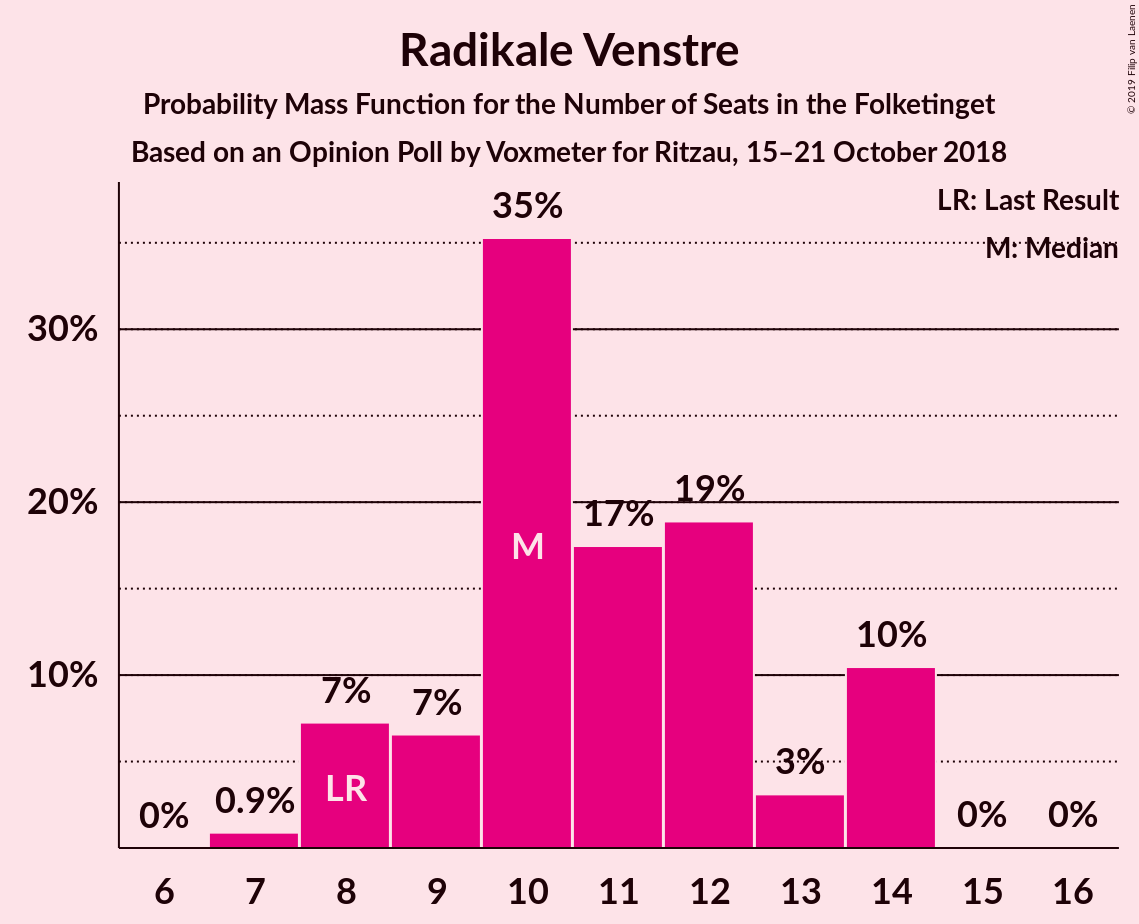 Radikale Venstre
Probability Mass Function for the Number of Seats in the Folketinget
Based on an Opinion Poll by Voxmeter for Ritzau, 15–21 October 2018
© 2019 Filip van Laenen
LR: Last Result
M: Median
35%
30%
20%
19%
17%
M
10%
10%
7%
7%
3%
LR
0%
0.9%
0%
0%
6 7 8 9 10 11 12 13 14 15 16